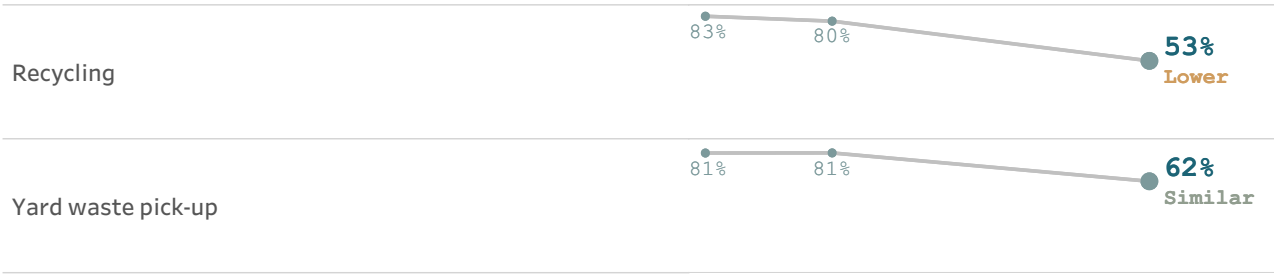 83%
80%
53%
Recycling
Lower
81%
81%
62%
Yard waste pick-up
Similar